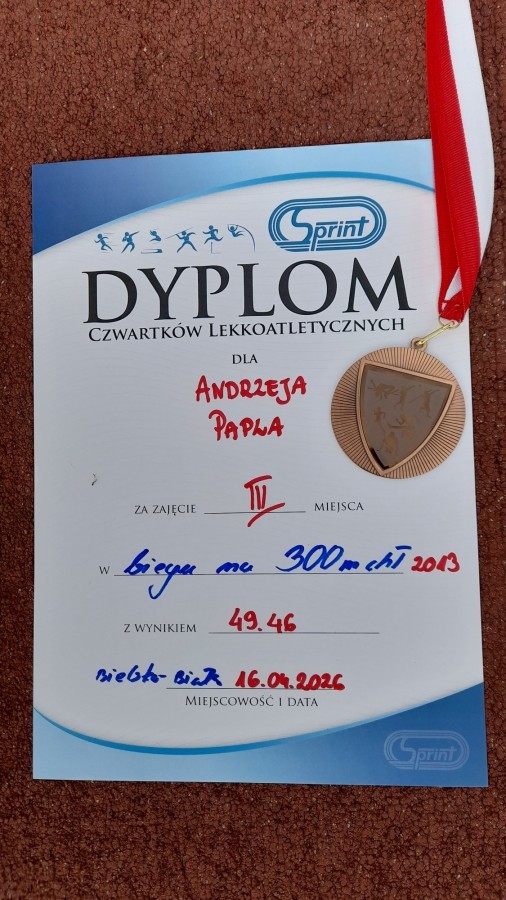 Sprint
DYPLOM
CZWARTKÓW LEKKOATLETYCZNYCH
DLA
ANDRZEJA
PAPLA
ZA ZAJĘCIE IV MIEJSCA
W biegu na 300m chł 2013
Z WYNIKIEM 49.46
Bielsko-Biała 16.04.2026
MIEJSCOWOŚĆ I DATA
Sprint